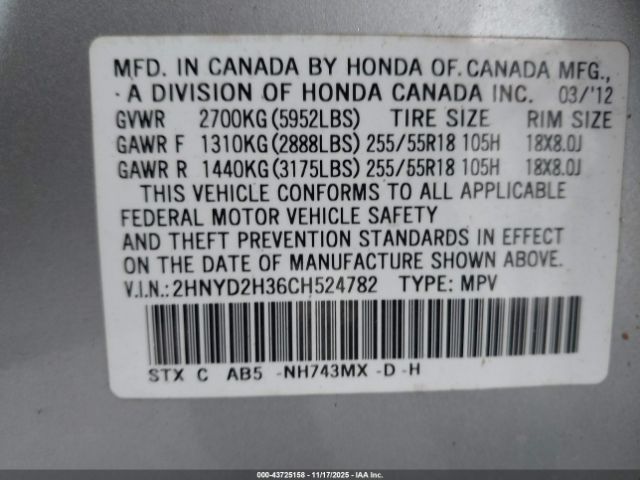 MFD. IN CANADA BY HONDA OF CANADA MFG.,
A DIVISION OF HONDA CANADA INC. 03/'12
GVWR 2700KG(5952LBS) TIRE SIZE RIM SIZE
GAWR F 1310KG(2888LBS) 255/55R18 105H 18X8.0J
GAWR R 1440KG(3175LBS) 255/55R18 105H 18X8.0J
THIS VEHICLE CONFORMS TO ALL APPLICABLE
FEDERAL MOTOR VEHICLE SAFETY
AND THEFT PREVENTION STANDARDS IN EFFECT
ON THE DATE OF MANUFACTURE SHOWN ABOVE.
V.I.N.:2HNYD2H36CH524782 TYPE: MPV
STX C AB5 -NH743MX -D -H
000-43725158 - 11/17/2025 - IAAI Inc.